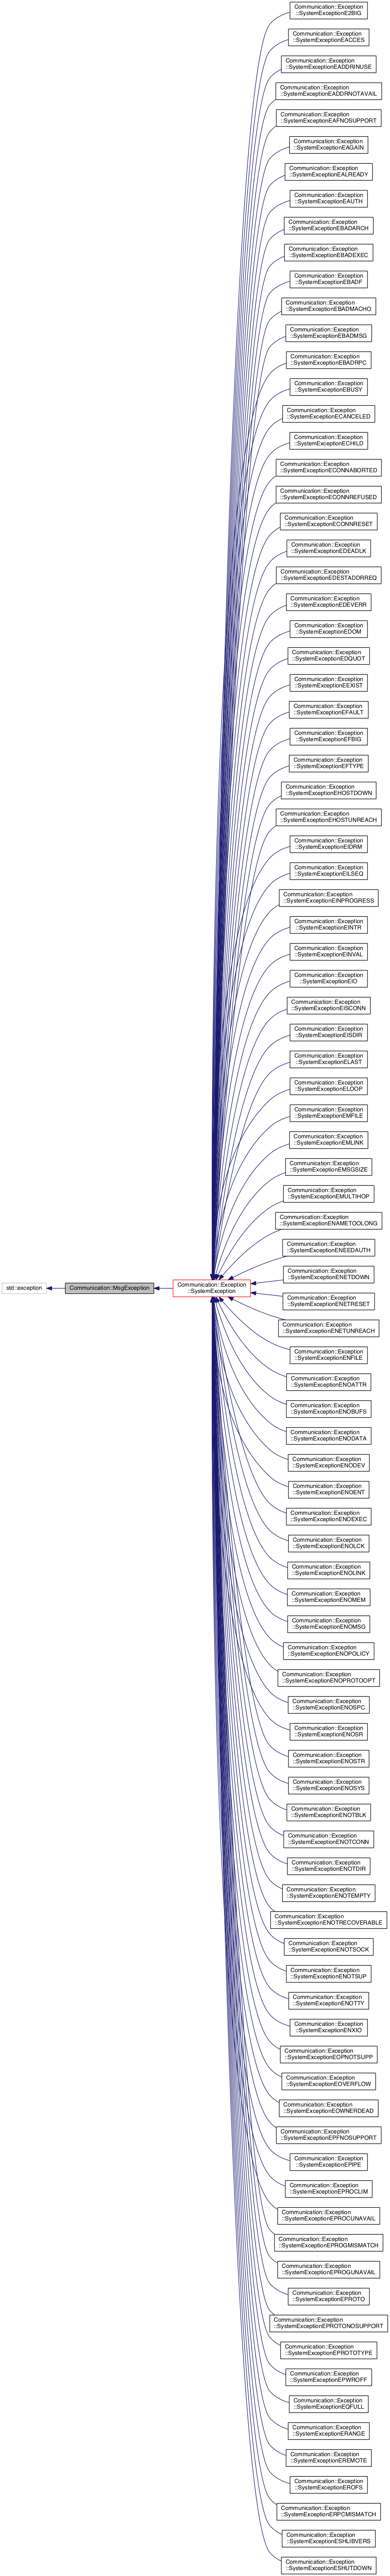 Communication::Exception
::SystemExceptionE2BIG
Communication::Exception
::SystemExceptionEACCES
Communication::Exception
::SystemExceptionEADDRINUSE
Communication::Exception
::SystemExceptionEADDRNOTAVAIL
Communication::Exception
::SystemExceptionEAFNOSUPPORT
Communication::Exception
::SystemExceptionEAGAIN
Communication::Exception
::SystemExceptionEALREADY
Communication::Exception
::SystemExceptionEAUTH
Communication::Exception
::SystemExceptionEBADARCH
Communication::Exception
::SystemExceptionEBADEXEC
Communication::Exception
::SystemExceptionEBADF
Communication::Exception
::SystemExceptionEBADMACHO
Communication::Exception
::SystemExceptionEBADMSG
Communication::Exception
::SystemExceptionEBADRPC
Communication::Exception
::SystemExceptionEBUSY
Communication::Exception
::SystemExceptionECANCELED
Communication::Exception
::SystemExceptionECHILD
Communication::Exception
::SystemExceptionECONNABORTED
Communication::Exception
::SystemExceptionECONNREFUSED
Communication::Exception
::SystemExceptionECONNRESET
Communication::Exception
::SystemExceptionEDEADLK
Communication::Exception
::SystemExceptionEDESTADDRREQ
Communication::Exception
::SystemExceptionEDEVERR
Communication::Exception
::SystemExceptionEDOM
Communication::Exception
::SystemExceptionEDQUOT
Communication::Exception
::SystemExceptionEEXIST
Communication::Exception
::SystemExceptionEFAULT
Communication::Exception
::SystemExceptionEFBIG
Communication::Exception
::SystemExceptionEFTYPE
Communication::Exception
::SystemExceptionEHOSTDOWN
Communication::Exception
::SystemExceptionEHOSTUNREACH
Communication::Exception
::SystemExceptionEIDRM
Communication::Exception
::SystemExceptionEILSEQ
Communication::Exception
::SystemExceptionEINPROGRESS
Communication::Exception
::SystemExceptionEINTR
Communication::Exception
::SystemExceptionEINVAL
Communication::Exception
::SystemExceptionEIO
Communication::Exception
::SystemExceptionEISCONN
Communication::Exception
::SystemExceptionEISDIR
Communication::Exception
::SystemExceptionELAST
Communication::Exception
::SystemExceptionELOOP
Communication::Exception
::SystemExceptionEMFILE
Communication::Exception
::SystemExceptionEMLINK
Communication::Exception
::SystemExceptionEMSGSIZE
Communication::Exception
::SystemExceptionEMULTIHOP
Communication::Exception
::SystemExceptionENAMETOOLONG
Communication::Exception
::SystemExceptionENEEDAUTH
Communication::Exception
::SystemExceptionENETDOWN
std::exception
Communication::MsgException
Communication::Exception
::SystemException
Communication::Exception
::SystemExceptionENETRESET
Communication::Exception
::SystemExceptionENETUNREACH
Communication::Exception
::SystemExceptionENFILE
Communication::Exception
::SystemExceptionENOATTR
Communication::Exception
::SystemExceptionENOBUFS
Communication::Exception
::SystemExceptionENODATA
Communication::Exception
::SystemExceptionENODEV
Communication::Exception
::SystemExceptionENOENT
Communication::Exception
::SystemExceptionENOEXEC
Communication::Exception
::SystemExceptionENOLCK
Communication::Exception
::SystemExceptionENOLINK
Communication::Exception
::SystemExceptionENOMEM
Communication::Exception
::SystemExceptionENOMSG
Communication::Exception
::SystemExceptionENOPOLICY
Communication::Exception
::SystemExceptionENOPROTOOPT
Communication::Exception
::SystemExceptionENOSPC
Communication::Exception
::SystemExceptionENOSR
Communication::Exception
::SystemExceptionENOSTR
Communication::Exception
::SystemExceptionENOSYS
Communication::Exception
::SystemExceptionENOTBLK
Communication::Exception
::SystemExceptionENOTCONN
Communication::Exception
::SystemExceptionENOTDIR
Communication::Exception
::SystemExceptionENOTEMPTY
Communication::Exception
::SystemExceptionENOTRECOVERABLE
Communication::Exception
::SystemExceptionENOTSOCK
Communication::Exception
::SystemExceptionENOTSUP
Communication::Exception
::SystemExceptionENOTTY
Communication::Exception
::SystemExceptionENXIO
Communication::Exception
::SystemExceptionEOPNOTSUPP
Communication::Exception
::SystemExceptionEOVERFLOW
Communication::Exception
::SystemExceptionEOWNERDEAD
Communication::Exception
::SystemExceptionEPFNOSUPPORT
Communication::Exception
::SystemExceptionEPIPE
Communication::Exception
::SystemExceptionEPROCLIM
Communication::Exception
::SystemExceptionEPROCUNAVAIL
Communication::Exception
::SystemExceptionEPROGMISMATCH
Communication::Exception
::SystemExceptionEPROGUNAVAIL
Communication::Exception
::SystemExceptionEPROTO
Communication::Exception
::SystemExceptionEPROTONOSUPPORT
Communication::Exception
::SystemExceptionEPROTOTYPE
Communication::Exception
::SystemExceptionEPWROFF
Communication::Exception
::SystemExceptionEQFULL
Communication::Exception
::SystemExceptionERANGE
Communication::Exception
::SystemExceptionEREMOTE
Communication::Exception
::SystemExceptionEROFS
Communication::Exception
::SystemExceptionERPCMISMATCH
Communication::Exception
::SystemExceptionESHLIBVERS
Communication::Exception
::SystemExceptionESHUTDOWN